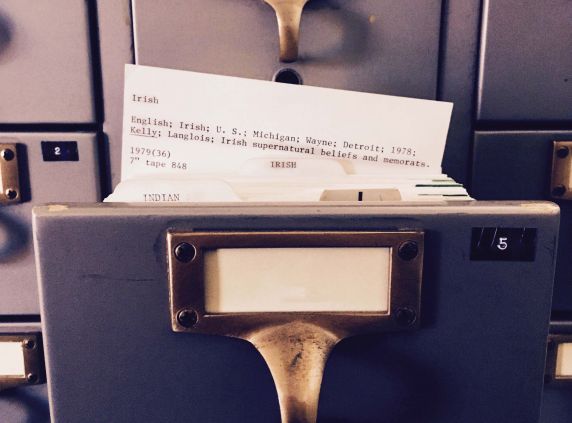 Irish
English; Irish; U. S.; Michigan; Wayne; Detroit; 1978;
Kelly; Langlois; Irish supernatural beliefs and memorats.
1979(36)
7" tape 848
IRISH
INDIAN
2
5